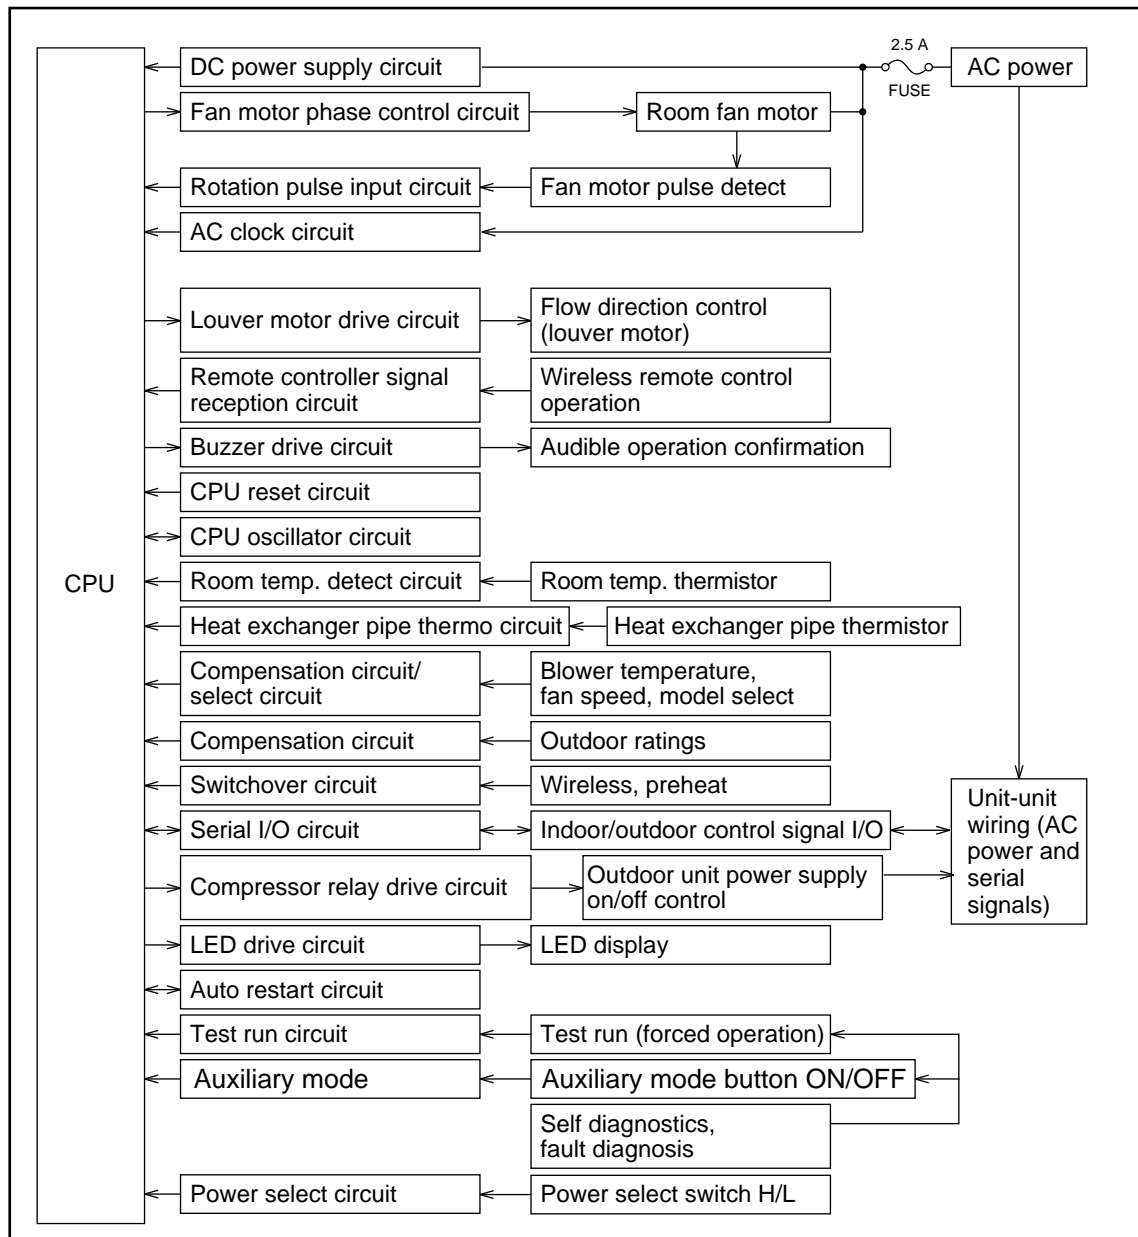 2.5 A
FUSE
DC power supply circuit
AC power
Fan motor phase control circuit
Room fan motor
Rotation pulse input circuit
Fan motor pulse detect
AC clock circuit
Louver motor drive circuit
Flow direction control
(louver motor)
Remote controller signal
reception circuit
Wireless remote control
operation
Buzzer drive circuit
Audible operation confirmation
CPU reset circuit
CPU oscillator circuit
CPU
Room temp. detect circuit
Room temp. thermistor
Heat exchanger pipe thermo circuit
Heat exchanger pipe thermistor
Compensation circuit/
select circuit
Blower temperature,
fan speed, model select
Compensation circuit
Outdoor ratings
Switchover circuit
Wireless, preheat
Serial I/O circuit
Indoor/outdoor control signal I/O
Unit-unit
wiring (AC
power and
serial
signals)
Compressor relay drive circuit
Outdoor unit power supply
on/off control
LED drive circuit
LED display
Auto restart circuit
Test run circuit
Test run (forced operation)
Auxiliary mode
Auxiliary mode button ON/OFF
Self diagnostics,
fault diagnosis
Power select circuit
Power select switch H/L